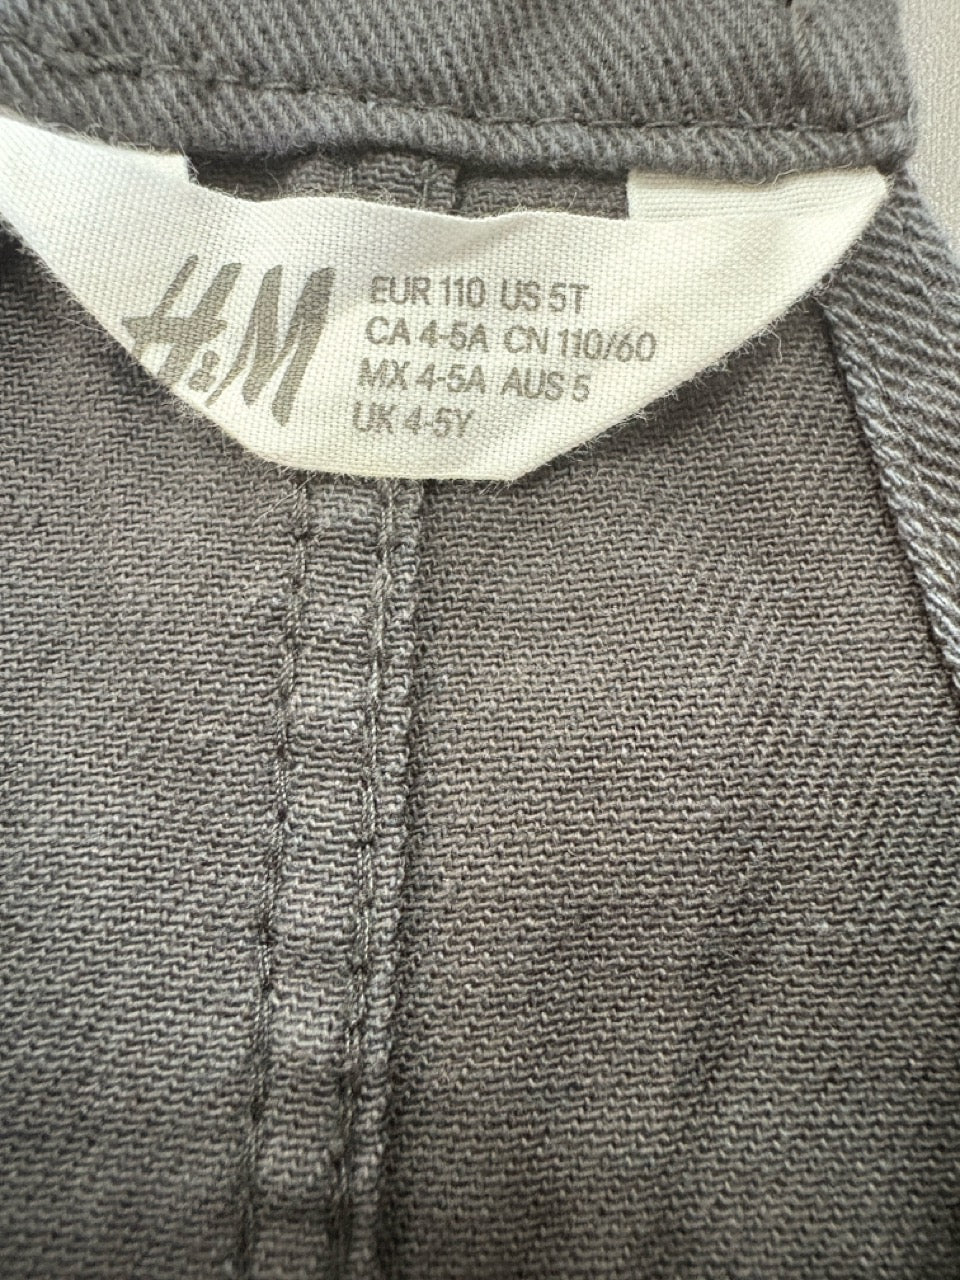 H&M
EUR 110 US 5T
CA 4-5A CN 110/60
MX 4-5A AUS 5
UK 4-5Y